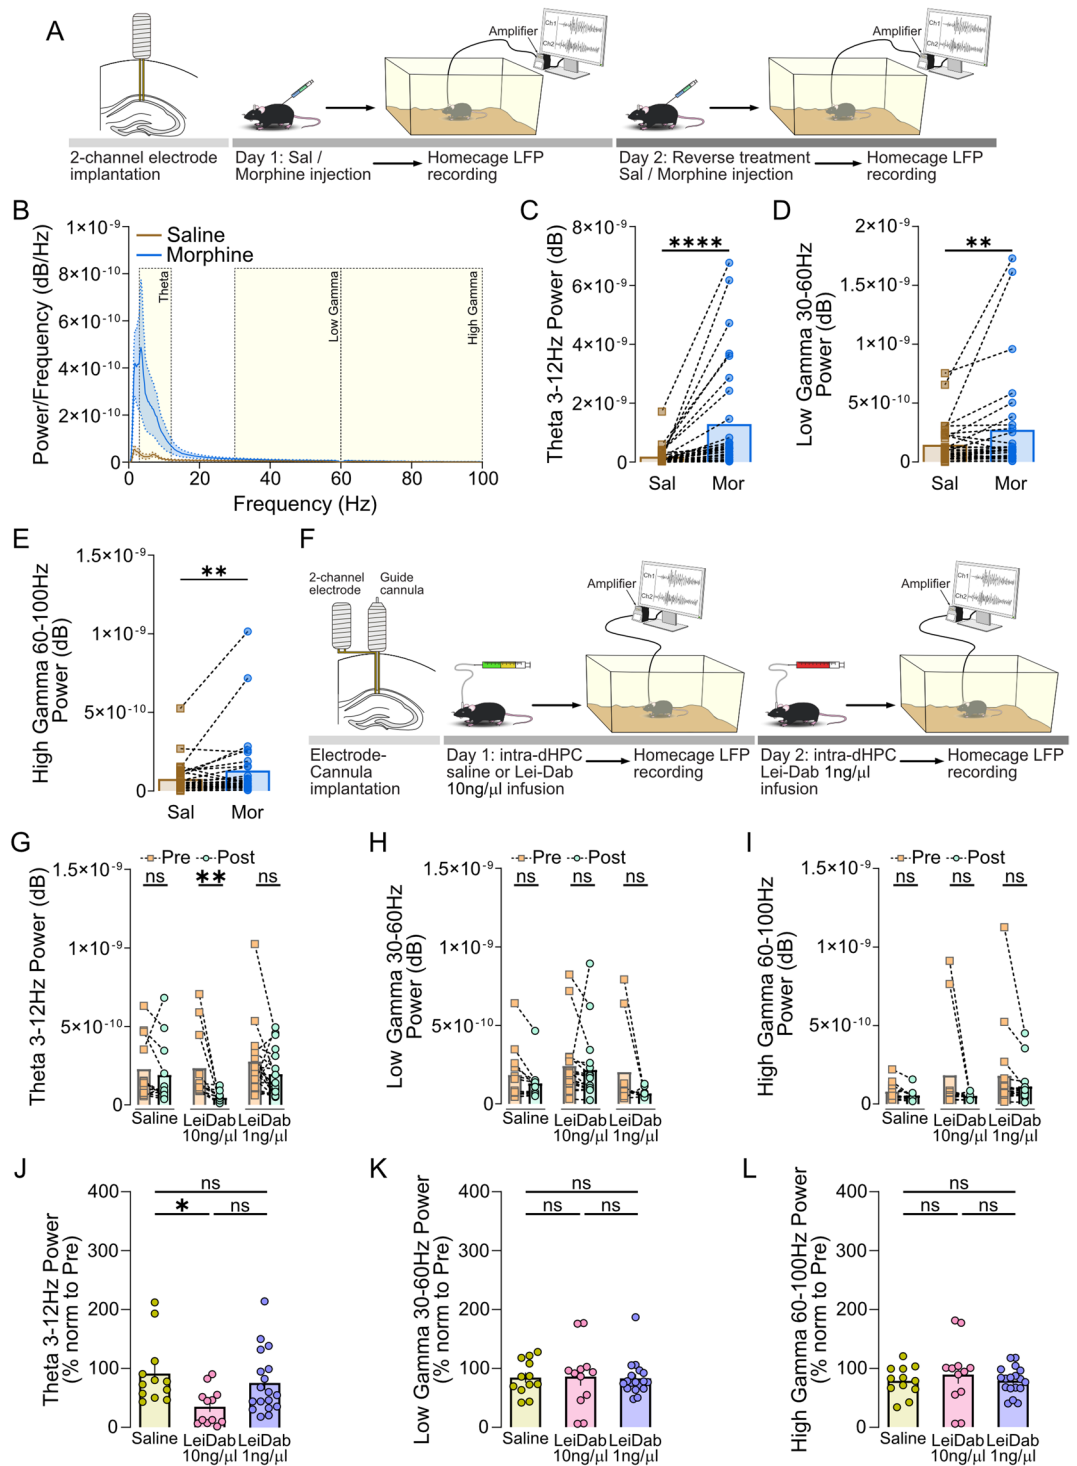 A
Amplifier
Ch1
Ch2
Amplifier
Ch1
Ch2
2-channel electrode
implantation
Day 1: Sal /
Morphine injection
Homecage LFP
recording
Day 2: Reverse treatment
Sal / Morphine injection
Homecage LFP
recording
B
Power/Frequency (dB/Hz)
1×10⁻⁹
8×10⁻¹⁰
6×10⁻¹⁰
4×10⁻¹⁰
2×10⁻¹⁰
0
Saline
Morphine
Theta
Low Gamma
High Gamma
0 20 40 60 80 100
Frequency (Hz)
C
Theta 3-12Hz Power (dB)
8×10⁻⁹
6×10⁻⁹
4×10⁻⁹
2×10⁻⁹
0
****
Sal Mor
D
Low Gamma 30-60Hz
Power (dB)
2×10⁻⁹
1.5×10⁻⁹
1×10⁻⁹
5×10⁻¹⁰
0
**
Sal Mor
E
High Gamma 60-100Hz
Power (dB)
1.5×10⁻⁹
1×10⁻⁹
5×10⁻¹⁰
0
**
Sal Mor
F
2-channel
electrode
Guide
cannula
Amplifier
Ch1
Ch2
Amplifier
Ch1
Ch2
Electrode-
Cannula
implantation
Day 1: intra-dHPC
saline or Lei-Dab
10ng/µl infusion
Homecage LFP
recording
Day 2: intra-dHPC
Lei-Dab 1ng/µl
infusion
Homecage LFP
recording
G
Theta 3-12Hz Power (dB)
1.5×10⁻⁹
1×10⁻⁹
5×10⁻¹⁰
0
Pre Post
ns ** ns
Saline LeiDab LeiDab
10ng/µl 1ng/µl
H
Low Gamma 30-60Hz
Power (dB)
1.5×10⁻⁹
1×10⁻⁹
5×10⁻¹⁰
0
Pre Post
ns ns ns
Saline LeiDab LeiDab
10ng/µl 1ng/µl
I
High Gamma 60-100Hz
Power (dB)
1.5×10⁻⁹
1×10⁻⁹
5×10⁻¹⁰
0
Pre Post
ns ns ns
Saline LeiDab LeiDab
10ng/µl 1ng/µl
J
Theta 3-12Hz Power
(% norm to Pre)
400
300
200
100
0
ns
* ns
Saline LeiDab LeiDab
10ng/µl 1ng/µl
K
Low Gamma 30-60Hz Power
(% norm to Pre)
400
300
200
100
0
ns
ns ns
Saline LeiDab LeiDab
10ng/µl 1ng/µl
L
High Gamma 60-100Hz Power
(% norm to Pre)
400
300
200
100
0
ns
ns ns
Saline LeiDab LeiDab
10ng/µl 1ng/µl